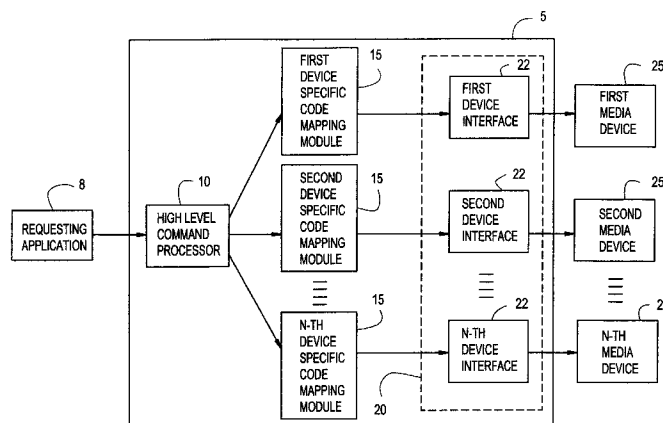 5
15
22
25
FIRST
DEVICE
SPECIFIC
CODE
MAPPING
MODULE
FIRST
DEVICE
INTERFACE
FIRST
MEDIA
DEVICE
8
10
15
22
25
REQUESTING
APPLICATION
HIGH LEVEL
COMMAND
PROCESSOR
SECOND
DEVICE
SPECIFIC
CODE
MAPPING
MODULE
SECOND
DEVICE
INTERFACE
SECOND
MEDIA
DEVICE
15
22
2
N-TH
DEVICE
SPECIFIC
CODE
MAPPING
MODULE
N-TH
DEVICE
INTERFACE
N-TH
MEDIA
DEVICE
20